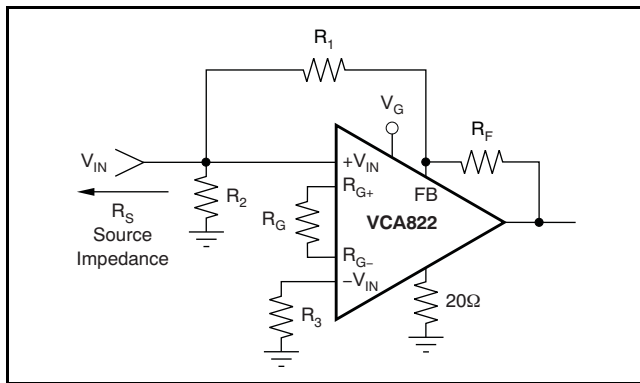 R1
VG
RF
VIN
+VIN
FB
RG+
R2
RS
Source
Impedance
RG
VCA822
RG−
−VIN
R3
20Ω